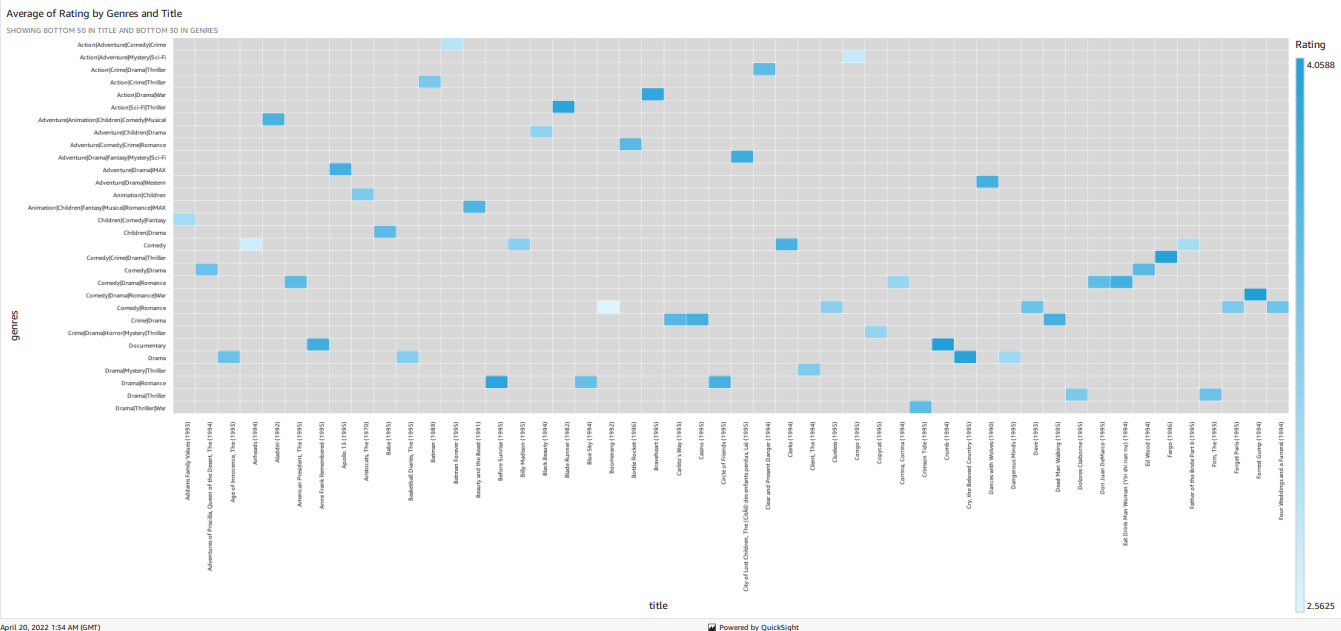 Average of Rating by Genres and Title
SHOWING BOTTOM 50 IN TITLE AND BOTTOM 30 IN GENRES
Rating
4.0588
2.5625
genres
Action|Adventure|Comedy|Crime
Action|Adventure|Mystery|Sci-Fi
Action|Crime|Drama|Thriller
Action|Crime|Thriller
Action|Drama|War
Action|Sci-Fi|Thriller
Adventure|Animation|Children|Comedy|Musical
Adventure|Children|Drama
Adventure|Comedy|Crime|Romance
Adventure|Drama|Fantasy|Mystery|Sci-Fi
Adventure|Drama|IMAX
Adventure|Drama|Western
Animation|Children
Animation|Children|Fantasy|Musical|Romance|IMAX
Children|Comedy|Fantasy
Children|Drama
Comedy
Comedy|Crime|Drama|Thriller
Comedy|Drama
Comedy|Drama|Romance
Comedy|Drama|Romance|War
Comedy|Romance
Crime|Drama
Crime|Drama|Horror|Mystery|Thriller
Documentary
Drama
Drama|Mystery|Thriller
Drama|Romance
Drama|Thriller
Drama|Thriller|War
Addams Family Values (1993)
Adventures of Priscilla, Queen of the Desert, The (1994)
Age of Innocence, The (1993)
Airheads (1994)
Aladdin (1992)
American President, The (1995)
Anne Frank Remembered (1995)
Apollo 13 (1995)
Aristocats, The (1970)
Babe (1995)
Basketball Diaries, The (1995)
Batman (1989)
Batman Forever (1995)
Beauty and the Beast (1991)
Before Sunrise (1995)
Billy Madison (1995)
Black Beauty (1994)
Blade Runner (1982)
Blue Sky (1994)
Boomerang (1992)
Bottle Rocket (1996)
Braveheart (1995)
Carlito's Way (1993)
Casino (1995)
Circle of Friends (1995)
City of Lost Children, The (CitÃ© des enfants perdus, La) (1995)
Clear and Present Danger (1994)
Clerks (1994)
Client, The (1994)
Clueless (1995)
Congo (1995)
Copycat (1995)
Corrina, Corrina (1994)
Crimson Tide (1995)
Crumb (1994)
Cry, the Beloved Country (1995)
Dances with Wolves (1990)
Dangerous Minds (1995)
Dave (1993)
Dead Man Walking (1995)
Dolores Claiborne (1995)
Don Juan DeMarco (1995)
Eat Drink Man Woman (Yin shi nan nu) (1994)
Ed Wood (1994)
Fargo (1996)
Father of the Bride Part II (1995)
Firm, The (1993)
Forget Paris (1995)
Forrest Gump (1994)
Four Weddings and a Funeral (1994)
title
April 20, 2022 1:34 AM (GMT)
Powered by QuickSight